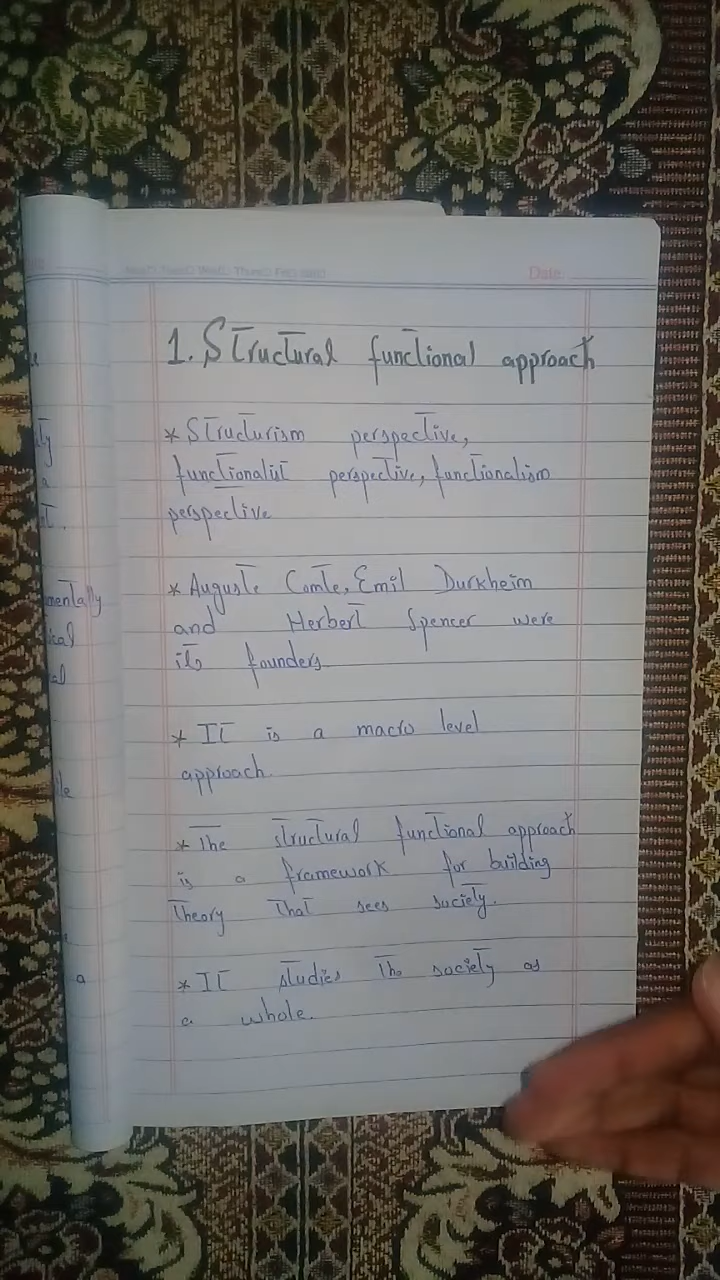 Date:
1. Structural functional approach
* Structurism perspective,
functionalist perspective, functionalism
perspective
* Auguste Comte, Emil Durkheim
and Herbert Spencer were
its founders.
* It is a macro level
approach.
* The structural functional approach
is a framework for building
Theory That sees society.
* It studies the society as
a whole.
mentally